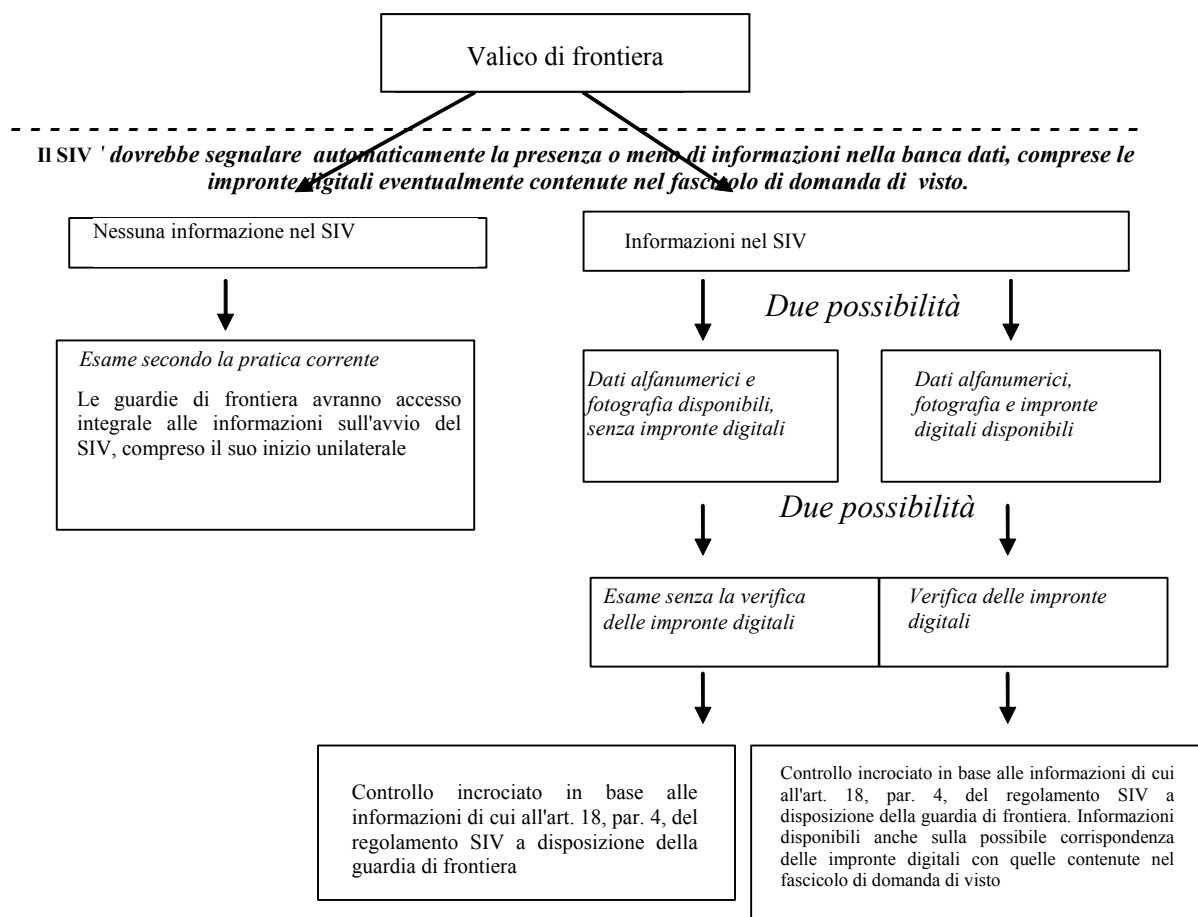 Valico di frontiera
Il SIV ' dovrebbe segnalare automaticamente la presenza o meno di informazioni nella banca dati, comprese le
impronte digitali eventualmente contenute nel fascicolo di domanda di visto.
Nessuna informazione nel SIV
Informazioni nel SIV
Due possibilità
Esame secondo la pratica corrente
Le guardie di frontiera avranno accesso
integrale alle informazioni sull'avvio del
SIV, compreso il suo inizio unilaterale
Dati alfanumerici e
fotografia disponibili,
senza impronte digitali
Dati alfanumerici,
fotografia e impronte
digitali disponibili
Due possibilità
Esame senza la verifica
delle impronte digitali
Verifica delle impronte
digitali
Controllo incrociato in base alle
informazioni di cui all'art. 18, par. 4, del
regolamento SIV a disposizione della
guardia di frontiera
Controllo incrociato in base alle informazioni di cui
all'art. 18, par. 4, del regolamento SIV a
disposizione della guardia di frontiera. Informazioni
disponibili anche sulla possibile corrispondenza
delle impronte digitali con quelle contenute nel
fascicolo di domanda di visto